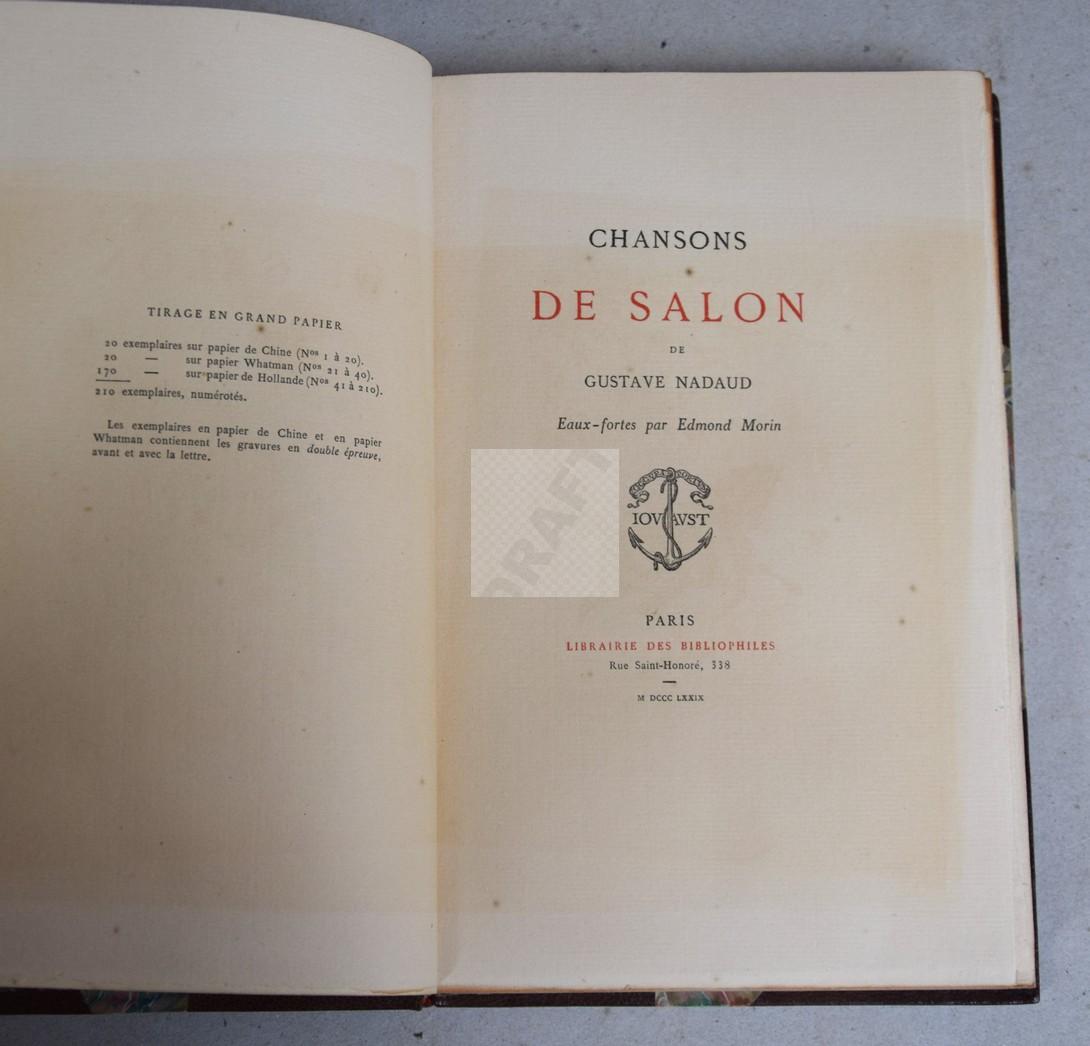 TIRAGE EN GRAND PAPIER
20 exemplaires sur papier de Chine (Nos 1 à 20).
20 — sur papier Whatman (Nos 21 à 40).
170 — sur papier de Hollande (Nos 41 à 210).
210 exemplaires, numérotés.
Les exemplaires en papier de Chine et en papier
Whatman contiennent les gravures en double épreuve,
avant et avec la lettre.
CHANSONS
DE SALON
DE
GUSTAVE NADAUD
Eaux-fortes par Edmond Morin
DRAFT
IOVAVST
PARIS
LIBRAIRIE DES BIBLIOPHILES
Rue Saint-Honoré, 338
M DCCC LXXIX